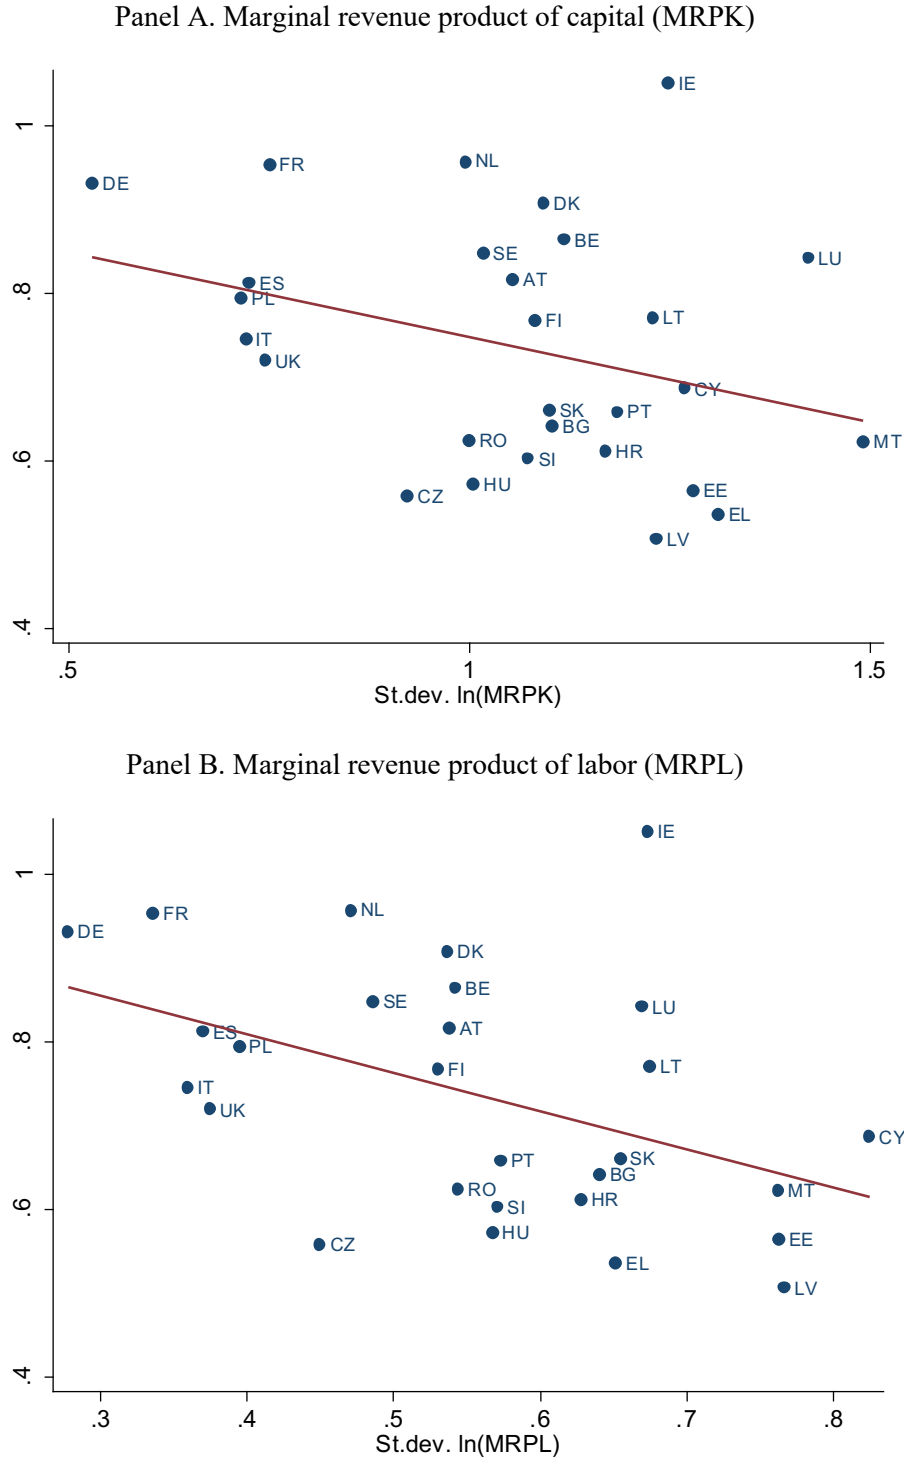 Panel A. Marginal revenue product of capital (MRPK)
IE
1
FR
NL
DE
DK
BE
SE
LU
AT
ES
.8
PL
FI
LT
IT
UK
CY
SK
PT
BG
RO
MT
HR
SI
.6
HU
EE
CZ
EL
LV
.4
.5
1
1.5
St.dev. ln(MRPK)
Panel B. Marginal revenue product of labor (MRPL)
IE
1
NL
FR
DE
DK
BE
SE
LU
AT
ES
.8
PL
FI
LT
IT
UK
CY
SK
PT
BG
RO
MT
HR
SI
.6
HU
EE
CZ
EL
LV
.4
.3
.4
.5
.6
.7
.8
St.dev. ln(MRPL)